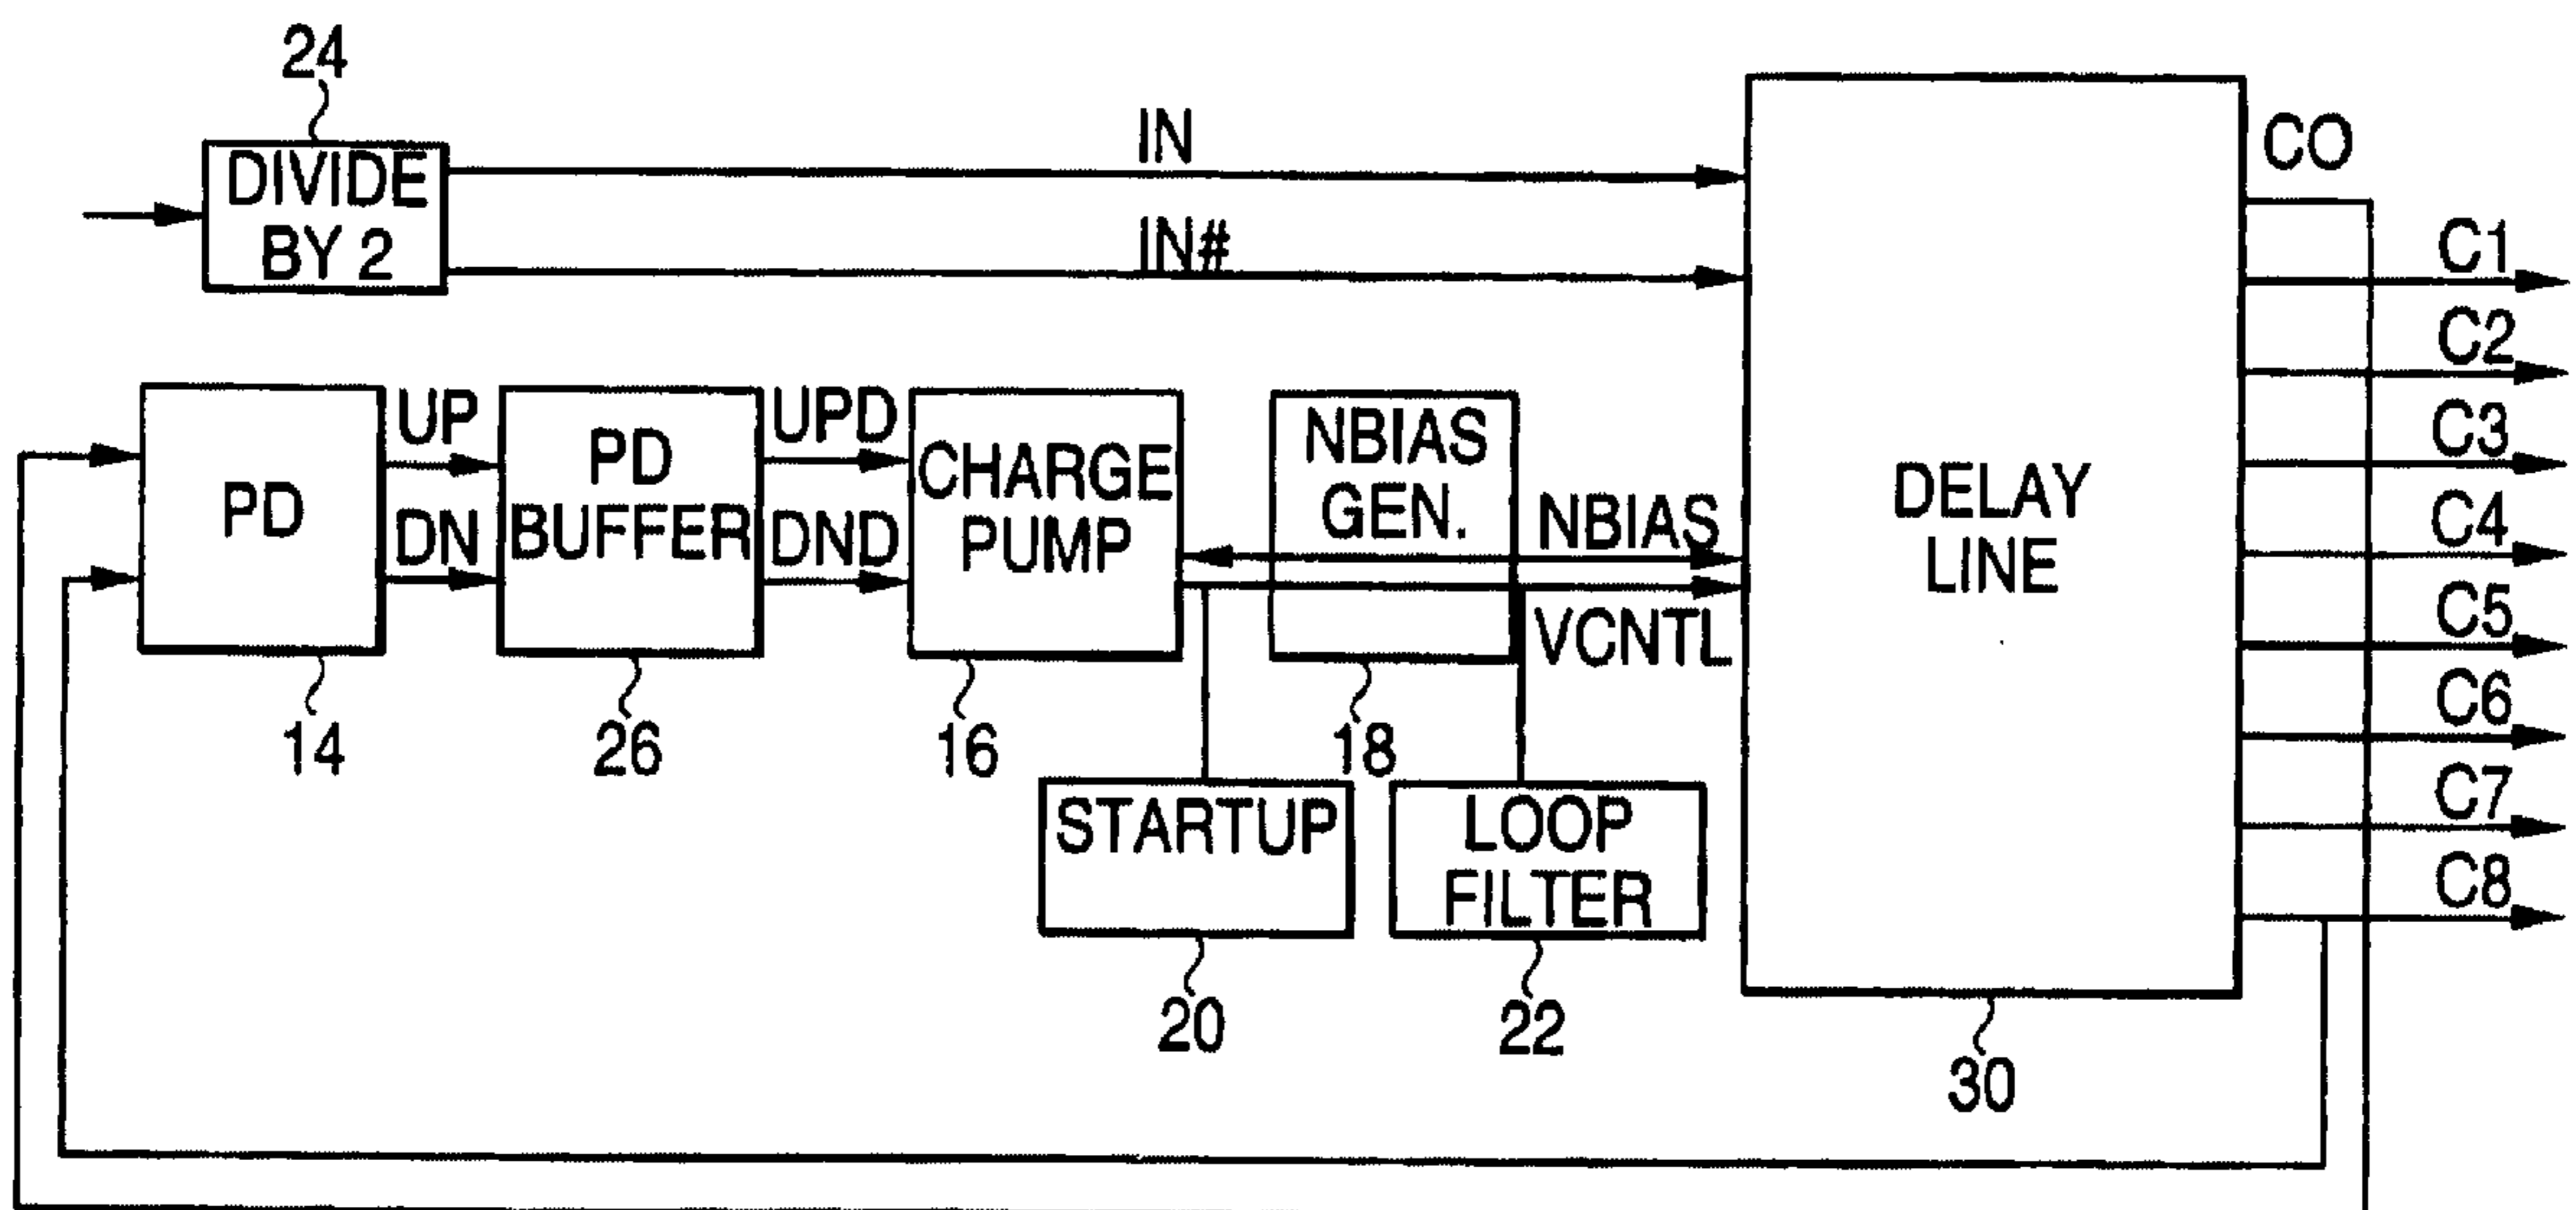 24
DIVIDE
BY 2
IN
IN#
CO
C1
C2
C3
C4
C5
C6
C7
C8
PD
UP
DN
PD
BUFFER
UPD
DND
CHARGE
PUMP
NBIAS
GEN.
NBIAS
VCNTL
DELAY
LINE
14
26
16
18
STARTUP
LOOP
FILTER
20
22
30